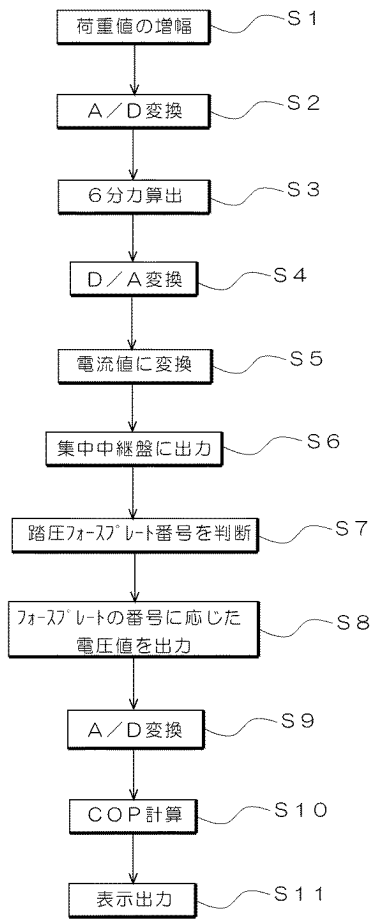 荷重値の増幅
S1
A/D変換
S2
6分力算出
S3
D/A変換
S4
電流値に変換
S5
集中中継盤に出力
S6
踏圧フォースプレート番号を判断
S7
フォースプレートの番号に応じた
電圧値を出力
S8
A/D変換
S9
COP計算
S10
表示出力
S11